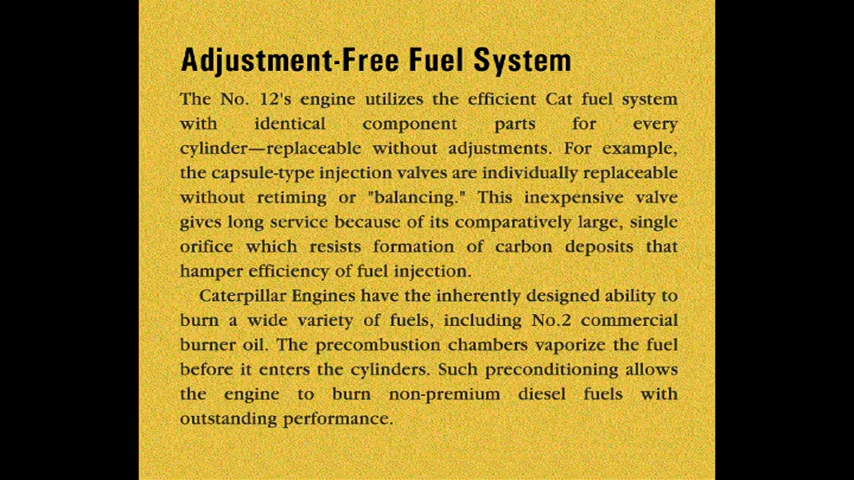 Adjustment-Free Fuel System
The No. 12's engine utilizes the efficient Cat fuel system
with identical component parts for every
cylinder—replaceable without adjustments. For example,
the capsule-type injection valves are individually replaceable
without retiming or "balancing." This inexpensive valve
gives long service because of its comparatively large, single
orifice which resists formation of carbon deposits that
hamper efficiency of fuel injection.
Caterpillar Engines have the inherently designed ability to
burn a wide variety of fuels, including No.2 commercial
burner oil. The precombustion chambers vaporize the fuel
before it enters the cylinders. Such preconditioning allows
the engine to burn non-premium diesel fuels with
outstanding performance.